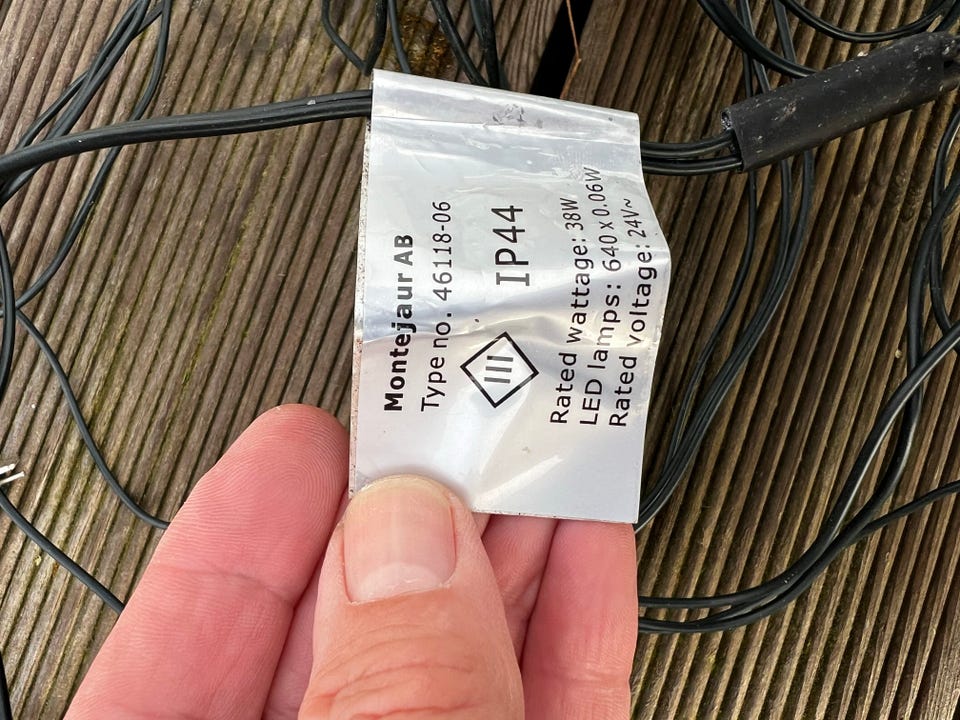 Montejaur AB
Type no. 46118-06
III
IP44
Rated wattage: 38W
LED lamps: 640 x 0.06W
Rated voltage: 24V~